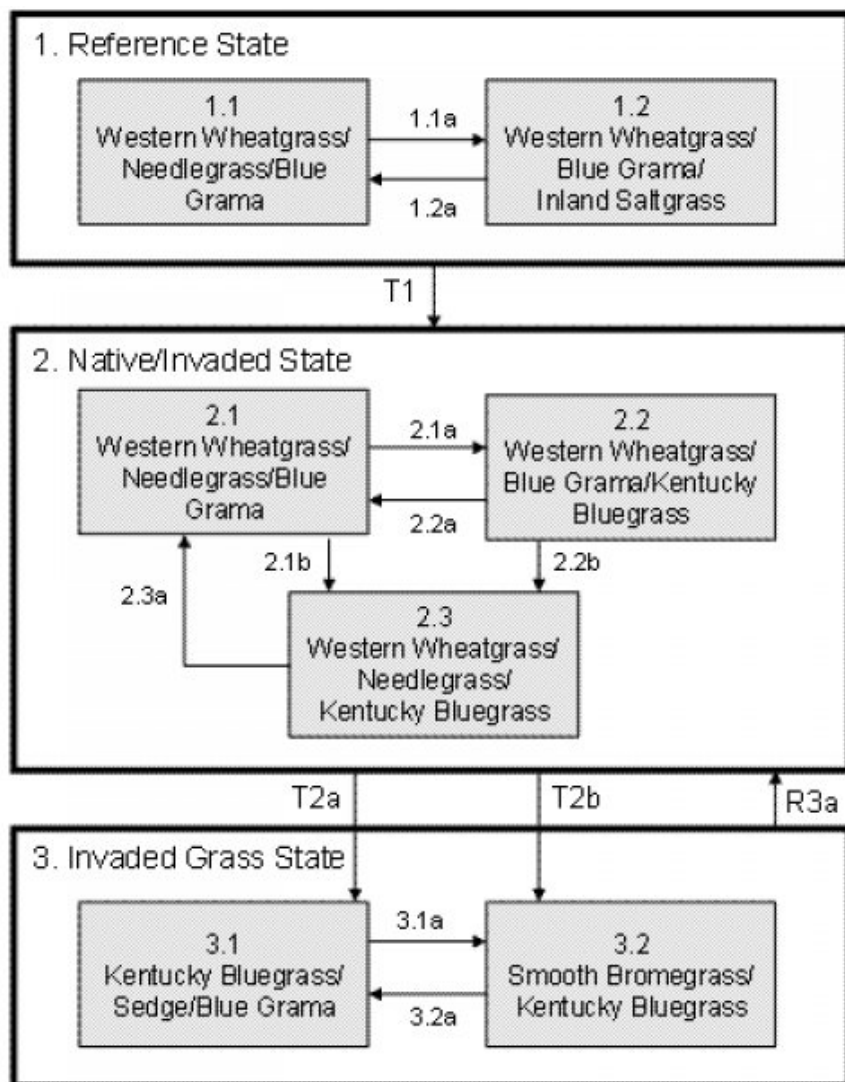 1. Reference State
1.1
Western Wheatgrass/
Needlegrass/Blue
Grama
1.1a
1.2a
1.2
Western Wheatgrass/
Blue Grama/
Inland Saltgrass
T1
2. Native/Invaded State
2.1
Western Wheatgrass/
Needlegrass/Blue
Grama
2.1a
2.2a
2.2
Western Wheatgrass/
Blue Grama/Kentucky
Bluegrass
2.3a
2.1b
2.2b
2.3
Western Wheatgrass/
Needlegrass/
Kentucky Bluegrass
T2a
T2b
R3a
3. Invaded Grass State
3.1
Kentucky Bluegrass/
Sedge/Blue Grama
3.1a
3.2a
3.2
Smooth Bromegrass/
Kentucky Bluegrass